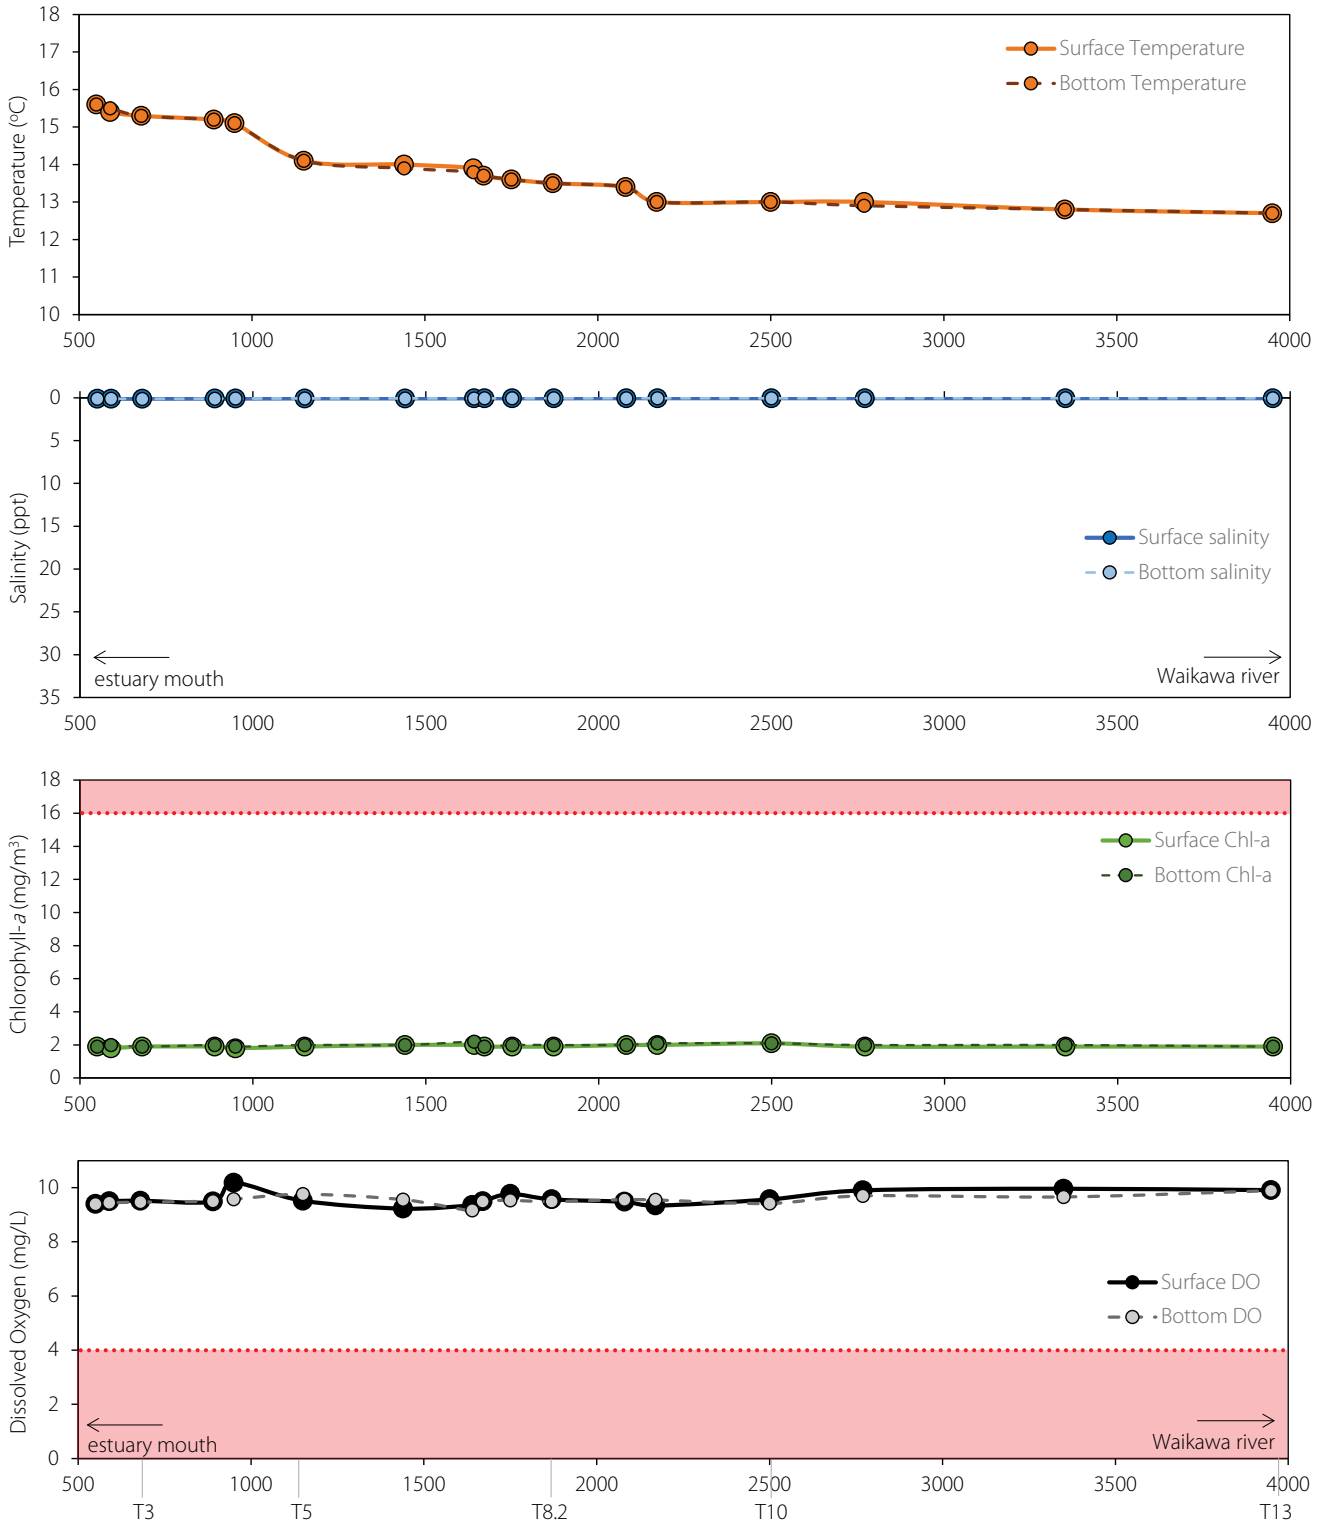 18
17
16
15
14
13
12
11
10
Temperature (ºC)
Surface Temperature
Bottom Temperature
500 1000 1500 2000 2500 3000 3500 4000
0
5
10
15
20
25
30
35
Salinity (ppt)
Surface salinity
Bottom salinity
estuary mouth
Waikawa river
500 1000 1500 2000 2500 3000 3500 4000
18
16
14
12
10
8
6
4
2
0
Chlorophyll-a (mg/m³)
Surface Chl-a
Bottom Chl-a
500 1000 1500 2000 2500 3000 3500 4000
10
8
6
4
2
0
Dissolved Oxygen (mg/L)
Surface DO
Bottom DO
estuary mouth
Waikawa river
500 1000 1500 2000 2500 3000 3500 4000
T3 T5 T8.2 T10 T13